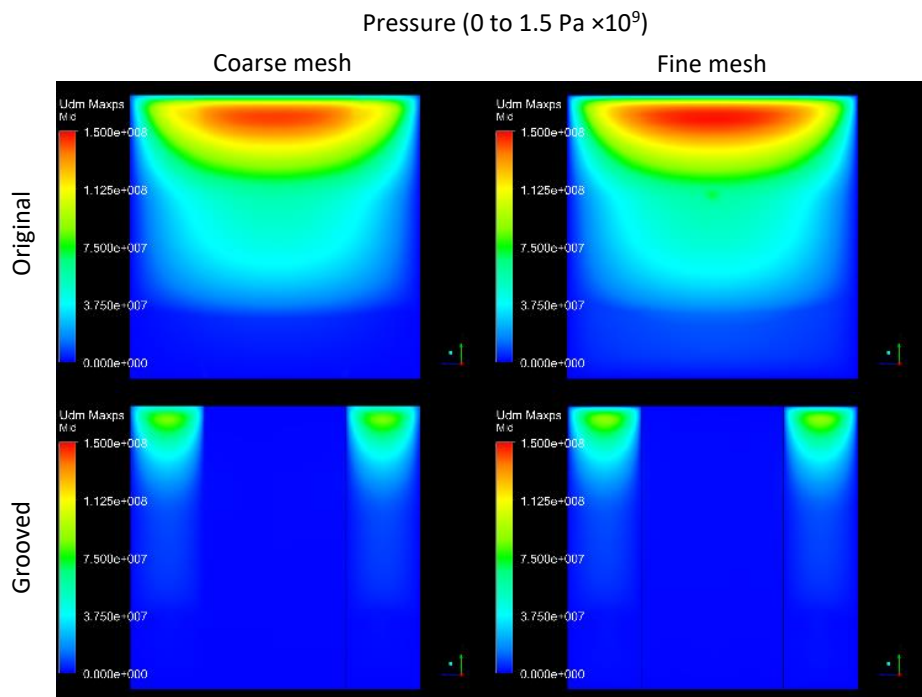 Pressure (0 to 1.5 Pa ×10⁹)
Coarse mesh
Fine mesh
Original
Udm Maxps
Mid
1.500e+008
1.125e+008
7.500e+007
3.750e+007
0.000e+000
Udm Maxps
Mid
1.500e+008
1.125e+008
7.500e+007
3.750e+007
0.000e+000
Grooved
Udm Maxps
Mid
1.500e+008
1.125e+008
7.500e+007
3.750e+007
0.000e+000
Udm Maxps
Mid
1.500e+008
1.125e+008
7.500e+007
3.750e+007
0.000e+000